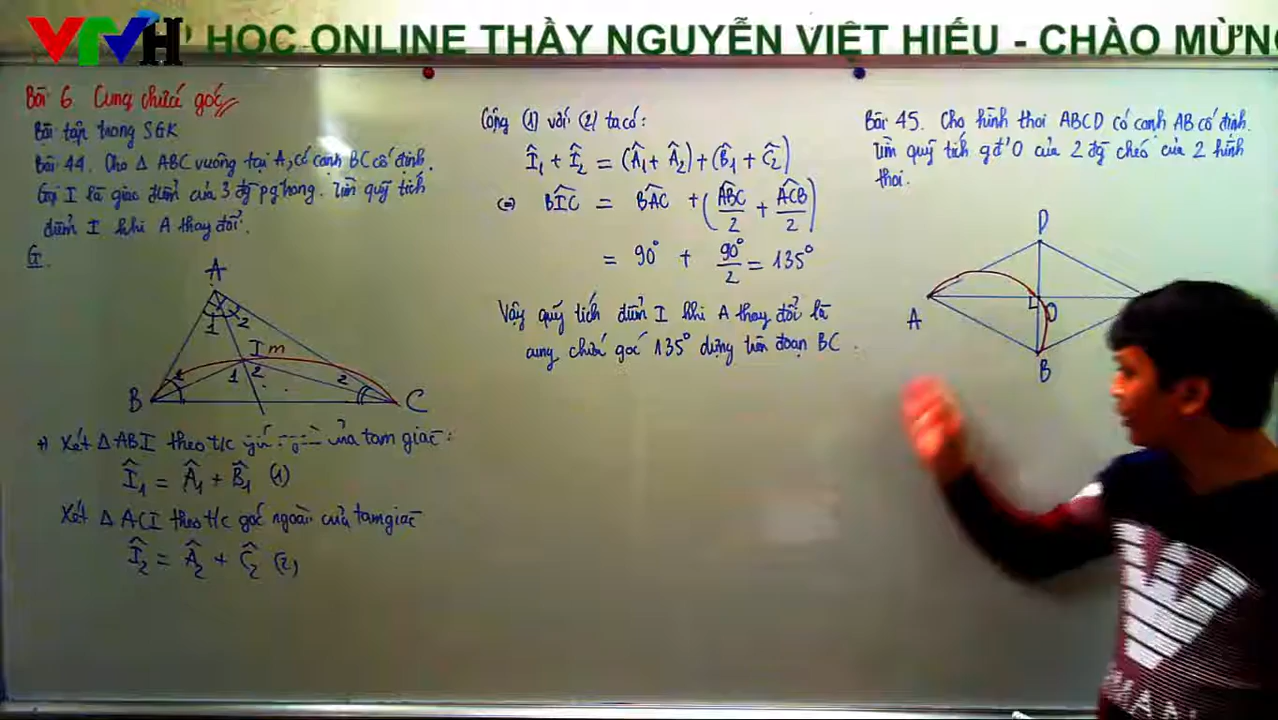 VTVH
HỌC ONLINE THẦY NGUYỄN VIỆT HIẾU - CHÀO MỪNG
Bài 6 Cung chứa góc
Bài tập trong SGK
Bài 44. Cho Δ ABC vuông tại A, có cạnh BC cố định.
Gọi I là giao điểm của 3 đg pg trong. Tìm quỹ tích
điểm I khi A thay đổi.
G
A
1 2
I m
1 2 2
B C
+) Xét Δ ABI theo t/c của tam giác:
Î₁ = Â₁ + B̂₁ (1)
Xét Δ ACI theo t/c góc ngoài của tam giác
Î₂ = Â₂ + Ĉ₂ (2)
Cộng (1) với (2) ta có:
Î₁ + Î₂ = (Â₁ + Â₂) + (B̂₁ + Ĉ₂)
(=) BÎC = BÂC + (AB̂C/2 + AĈB/2)
= 90° + 90°/2 = 135°
Vậy quỹ tích điểm I khi A thay đổi là
cung chứa góc 135° dựng trên đoạn BC.
Bài 45. Cho hình thoi ABCD có cạnh AB cố định.
Tìm quỹ tích gđ' O của 2 đg chéo của 2 hình
thoi.
D
A
O
B